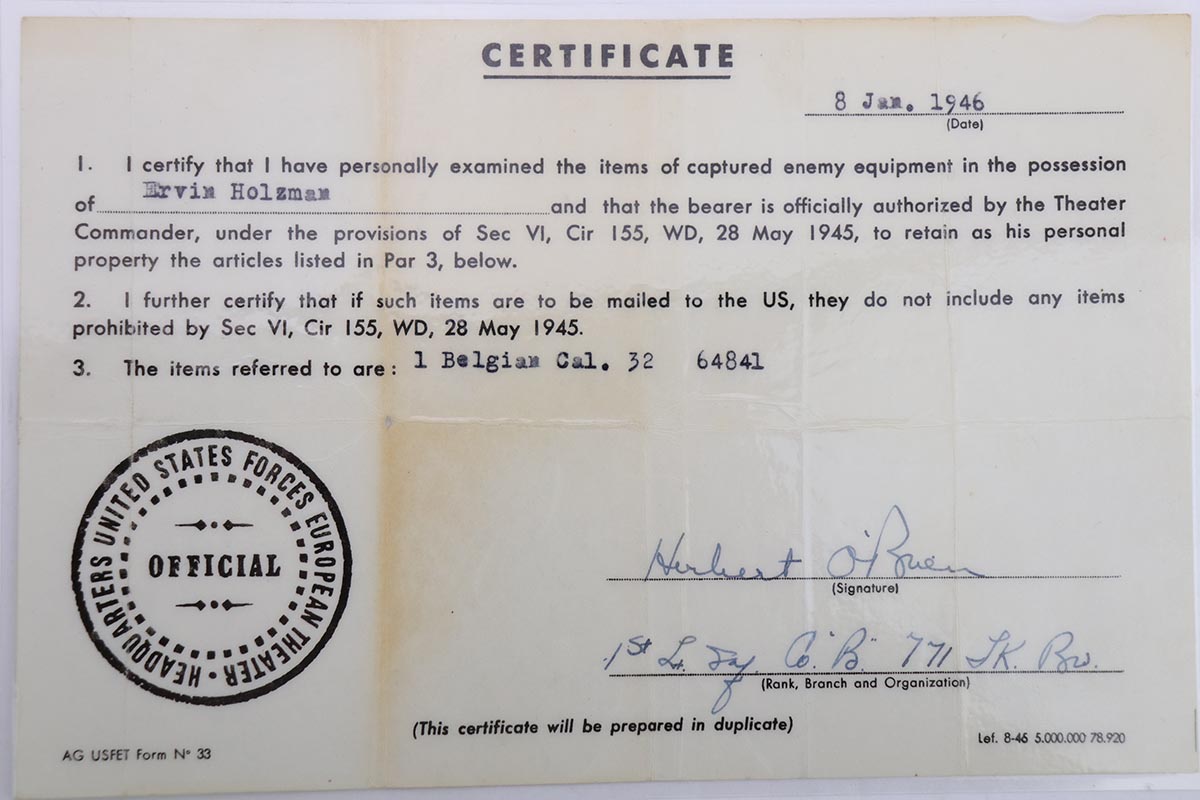 CERTIFICATE
8 Jan. 1946
(Date)
1. I certify that I have personally examined the items of captured enemy equipment in the possession
of Ervin Holzman and that the bearer is officially authorized by the Theater
Commander, under the provisions of Sec VI, Cir 155, WD, 28 May 1945, to retain as his personal
property the articles listed in Par 3, below.
2. I further certify that if such items are to be mailed to the US, they do not include any items
prohibited by Sec VI, Cir 155, WD, 28 May 1945.
3. The items referred to are: 1 Belgian Cal. 32 64841
HEADQUARTERS UNITED STATES FORCES EUROPEAN THEATER
OFFICIAL
Herbert O'Brien
(Signature)
1st Lt. Co. "B" 771 TK. Bn.
(Rank, Branch and Organization)
(This certificate will be prepared in duplicate)
AG USFET Form N° 33
Lef. 8-45 5.000.000 78.920